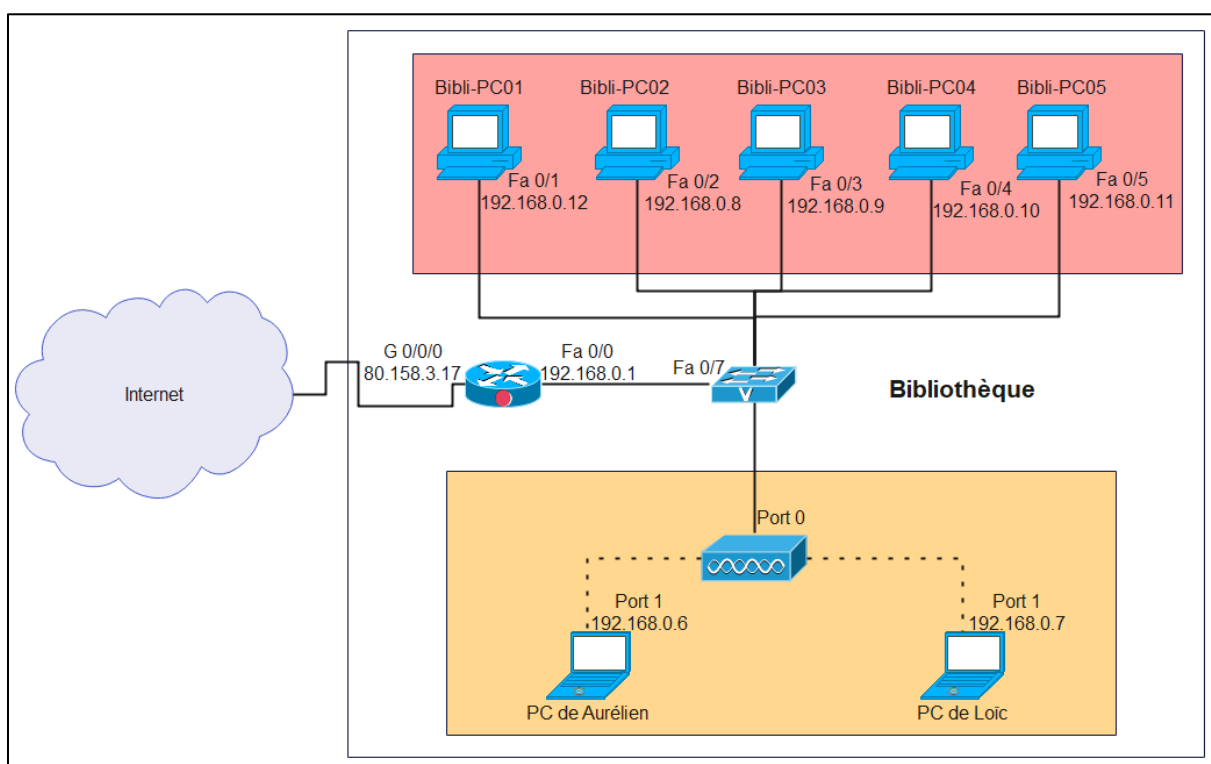 Bibli-PC01
Bibli-PC02
Bibli-PC03
Bibli-PC04
Bibli-PC05
Fa 0/1
192.168.0.12
Fa 0/2
192.168.0.8
Fa 0/3
192.168.0.9
Fa 0/4
192.168.0.10
Fa 0/5
192.168.0.11
Internet
G 0/0/0
80.158.3.17
Fa 0/0
192.168.0.1
Fa 0/7
V
Bibliothèque
Port 0
Port 1
192.168.0.6
Port 1
192.168.0.7
PC de Aurélien
PC de Loïc